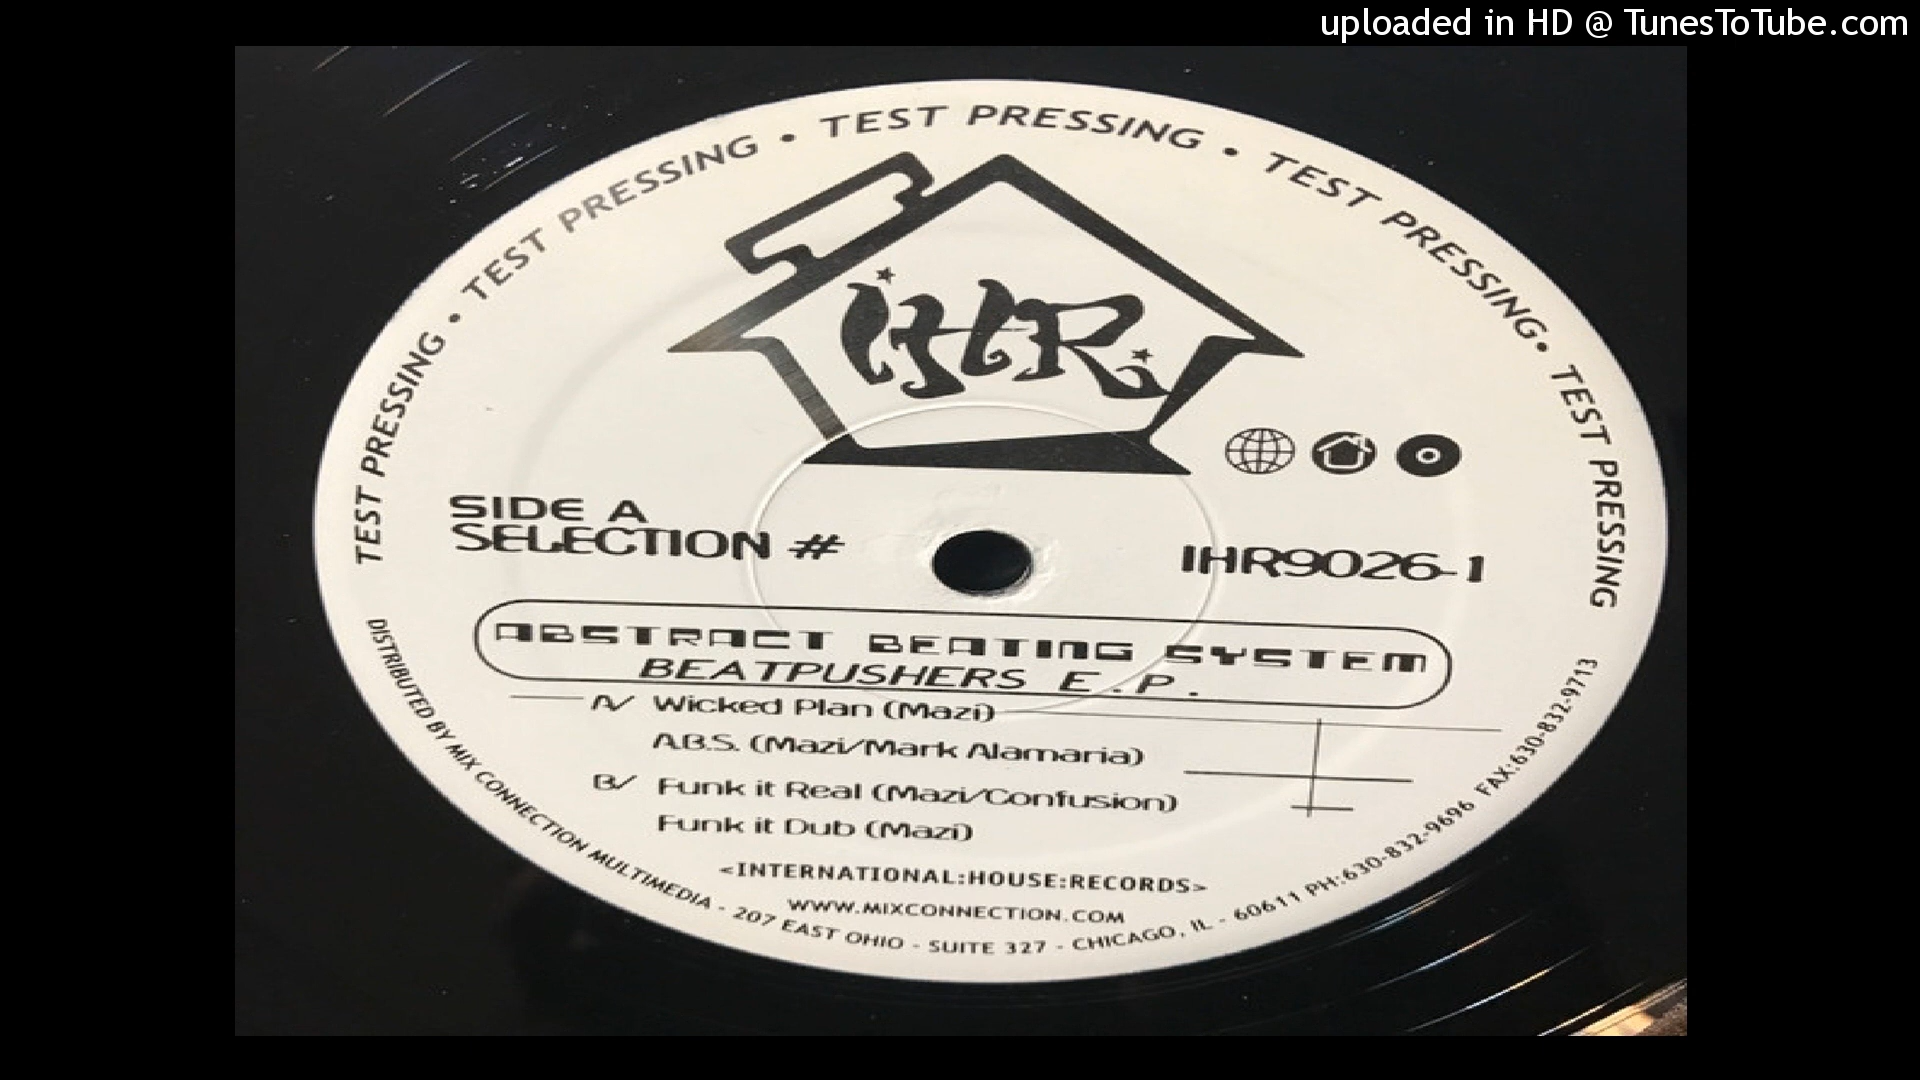 uploaded in HD @ TunesToTube.com
TEST PRESSING • TEST PRESSING • TEST PRESSING • TEST PRESSING • TEST PRESSING
IHR
SIDE A
SELECTION # IHR9026-1
ABSTRACT BEATING SYSTEM
BEATPUSHERS E.P.
A/ Wicked Plan (Mazi)
A.B.S. (Mazi/Mark Alamaria)
B/ Funk it Real (Mazi/Confusion)
Funk it Dub (Mazi)
<INTERNATIONAL:HOUSE:RECORDS>
WWW.MIXCONNECTION.COM
DISTRIBUTED BY MIX CONNECTION MULTIMEDIA - 207 EAST OHIO - SUITE 327 - CHICAGO, IL - 60611 PH:630-832-9696 FAX:630-832-9713